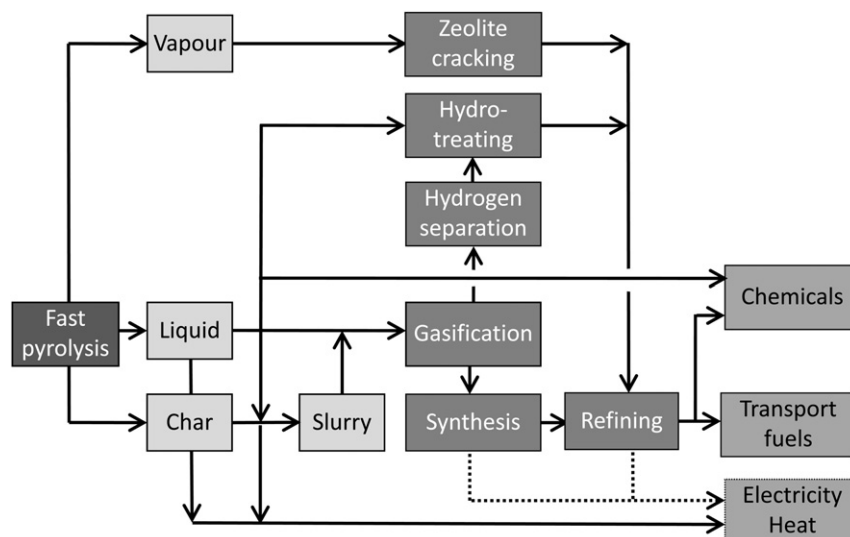 Vapour
Zeolite
cracking
Hydro-
treating
Hydrogen
separation
Chemicals
Fast
pyrolysis
Liquid
Gasification
Char
Slurry
Synthesis
Refining
Transport
fuels
Electricity
Heat